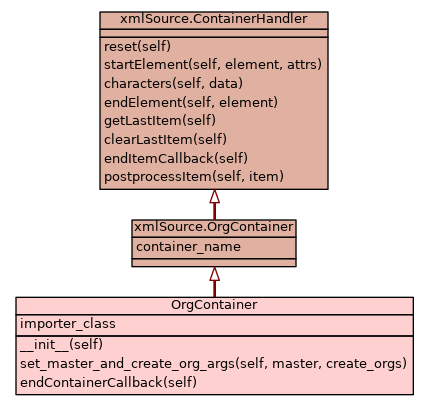 xmlSource.ContainerHandler
reset(self)
startElement(self, element, attrs)
characters(self, data)
endElement(self, element)
getLastItem(self)
clearLastItem(self)
endItemCallback(self)
postprocessItem(self, item)
xmlSource.OrgContainer
container_name
OrgContainer
importer_class
__init__(self)
set_master_and_create_org_args(self, master, create_orgs)
endContainerCallback(self)